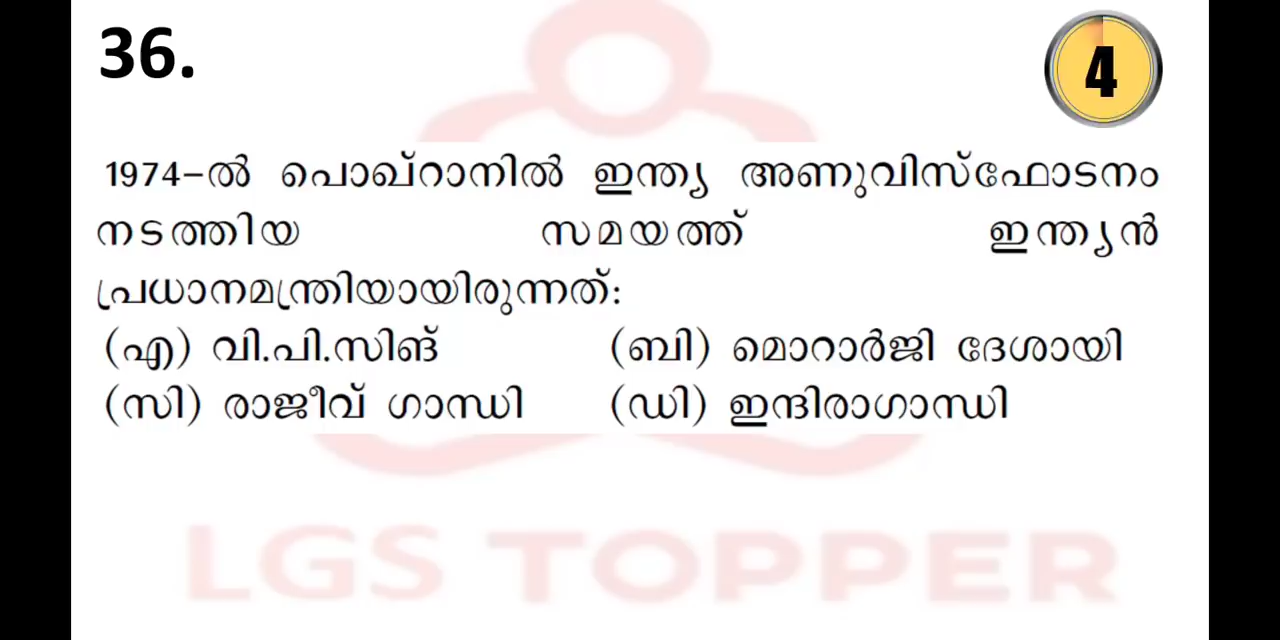 36.
4
1974-ൽ പൊഖ്റാനിൽ ഇന്ത്യ അണുവിസ്ഫോടനം
നടത്തിയ സമയത്ത് ഇന്ത്യൻ
പ്രധാനമന്ത്രിയായിരുന്നത്:
(എ) വി.പി.സിങ് (ബി) മൊറാർജി ദേശായി
(സി) രാജീവ് ഗാന്ധി (ഡി) ഇന്ദിരാഗാന്ധി
LGS TOPPER